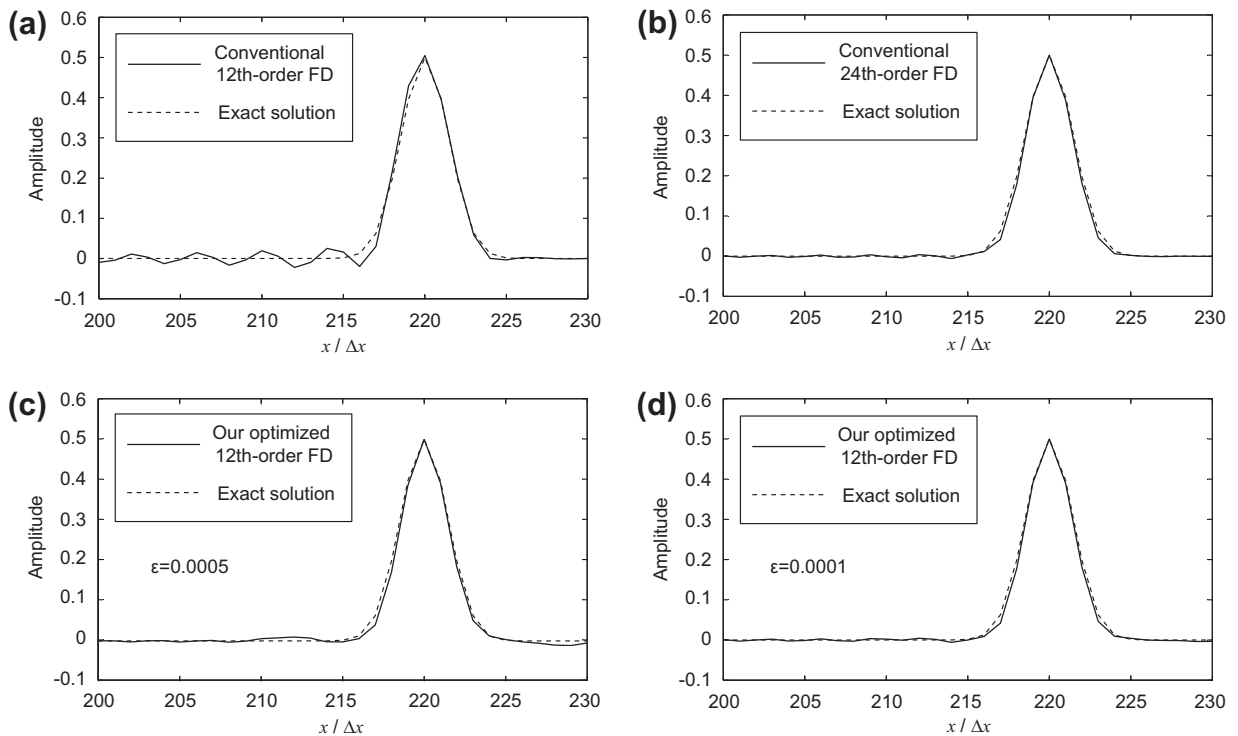 (a)
0.6
0.5
0.4
0.3
0.2
0.1
0
-0.1
Amplitude
Conventional
12th-order FD
Exact solution
200 205 210 215 220 225 230
x / Δx
(b)
0.6
0.5
0.4
0.3
0.2
0.1
0
-0.1
Amplitude
Conventional
24th-order FD
Exact solution
200 205 210 215 220 225 230
x / Δx
(c)
0.6
0.5
0.4
0.3
0.2
0.1
0
-0.1
Amplitude
Our optimized
12th-order FD
Exact solution
ε=0.0005
200 205 210 215 220 225 230
x / Δx
(d)
0.6
0.5
0.4
0.3
0.2
0.1
0
-0.1
Amplitude
Our optimized
12th-order FD
Exact solution
ε=0.0001
200 205 210 215 220 225 230
x / Δx